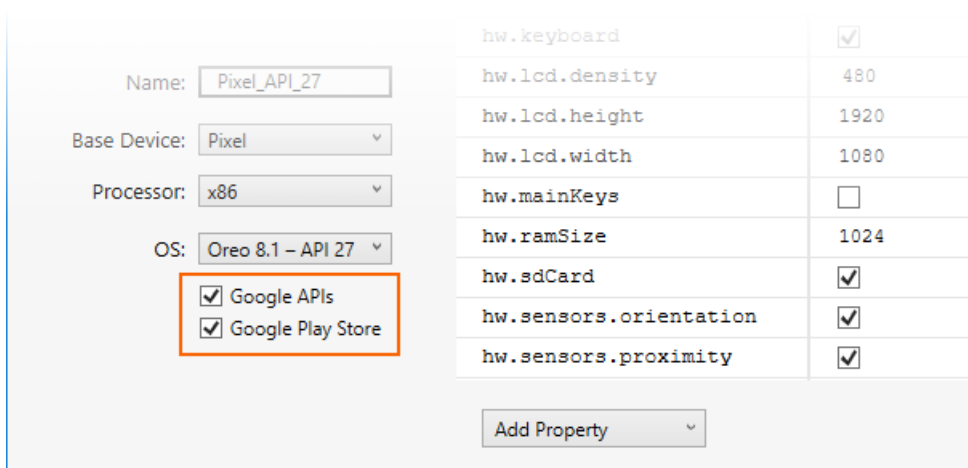 Name: Pixel_API_27
Base Device: Pixel
Processor: x86
OS: Oreo 8.1 – API 27
Google APIs
Google Play Store
hw.keyboard
hw.lcd.density 480
hw.lcd.height 1920
hw.lcd.width 1080
hw.mainKeys
hw.ramSize 1024
hw.sdCard
hw.sensors.orientation
hw.sensors.proximity
Add Property